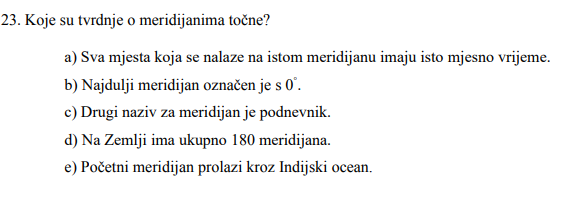 23. Koje su tvrdnje o meridijanima točne?
a) Sva mjesta koja se nalaze na istom meridijanu imaju isto mjesno vrijeme.
b) Najdulji meridijan označen je s 0°.
c) Drugi naziv za meridijan je podnevnik.
d) Na Zemlji ima ukupno 180 meridijana.
e) Početni meridijan prolazi kroz Indijski ocean.